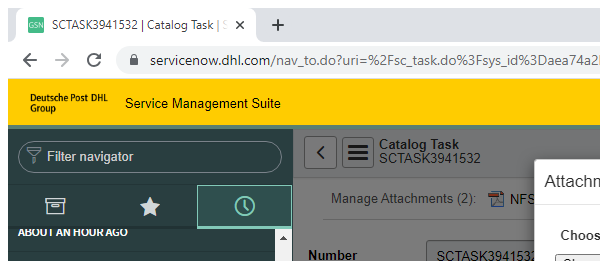 GSN SCTASK3941532 | Catalog Task | S
servicenow.dhl.com/nav_to.do?uri=%2Fsc_task.do%3Fsys_id%3Daea74a2
Deutsche Post DHL
Group
Service Management Suite
Filter navigator
Catalog Task
SCTASK3941532
Manage Attachments (2): NFS
Attachm
ABOUT AN HOUR AGO
Choos
Number SCTASK3941532